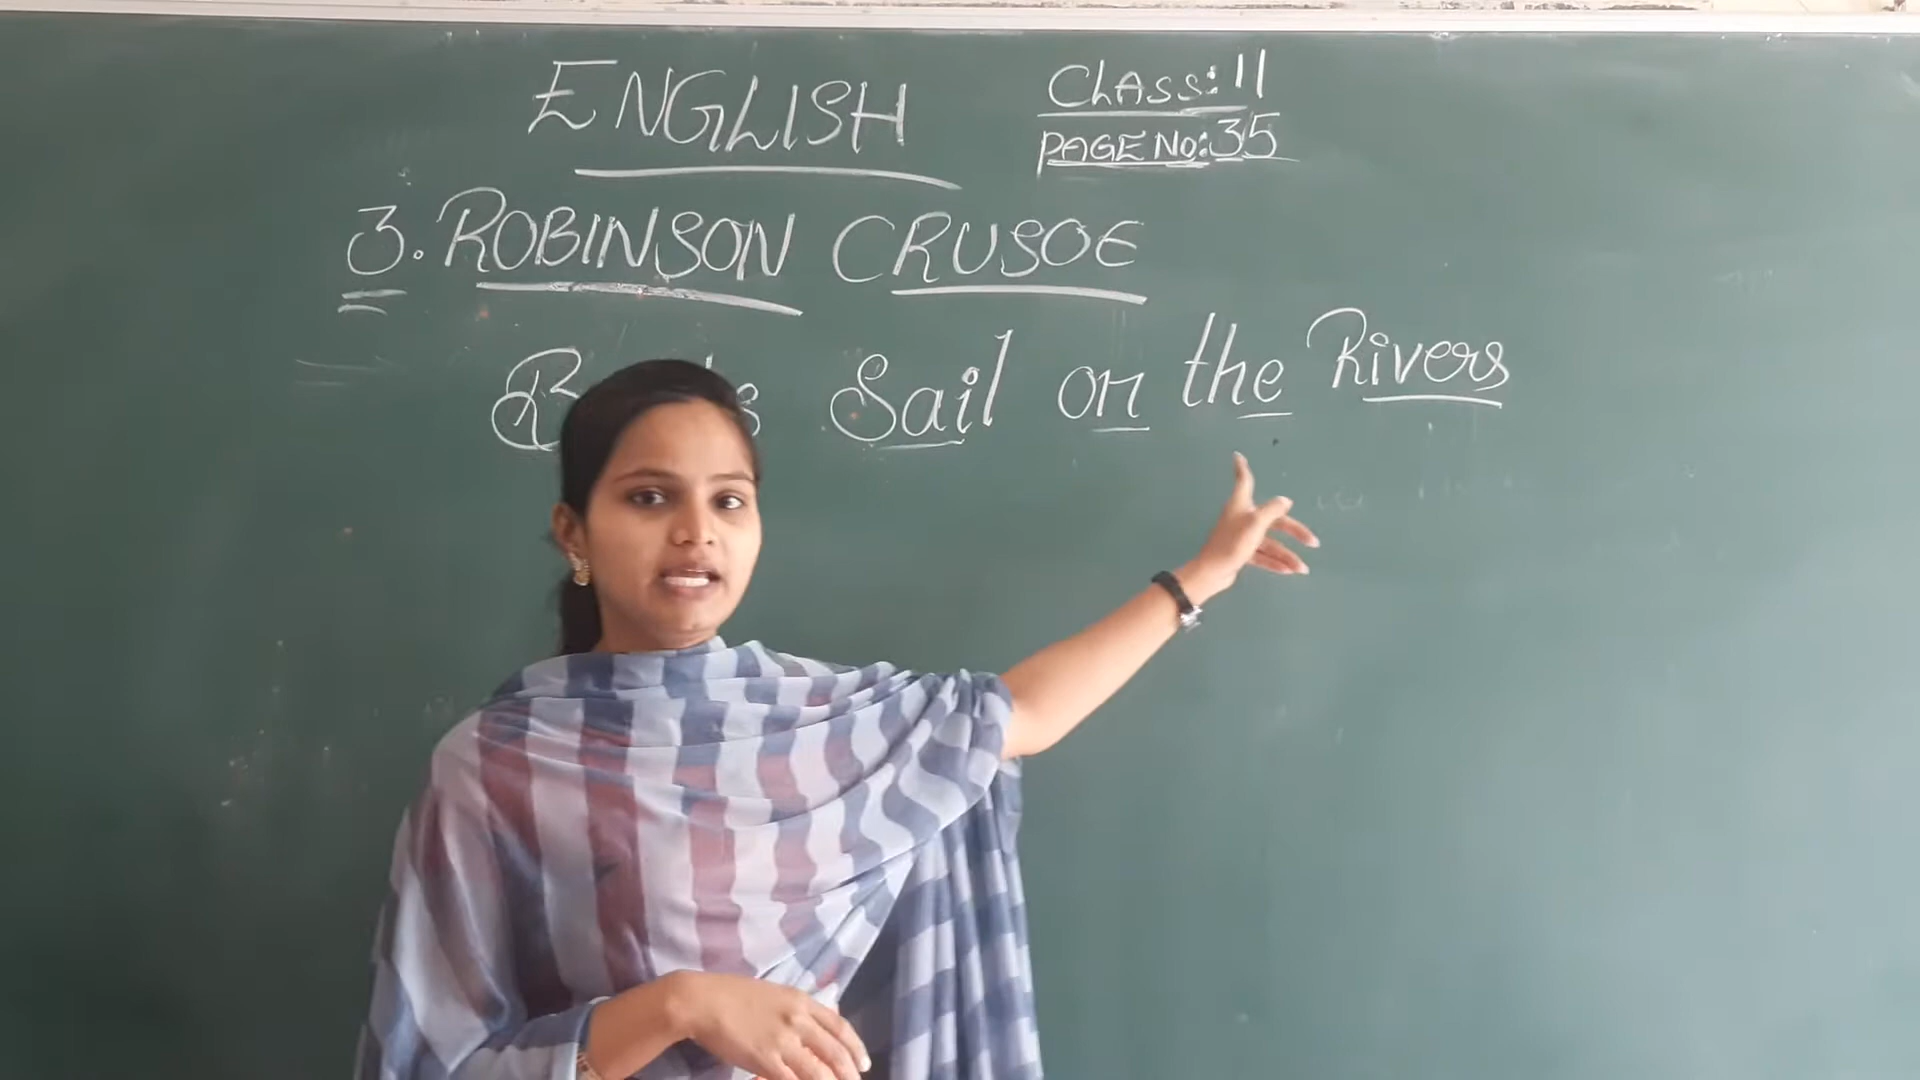 ENGLISH
CLASS: 11
PAGE NO: 35
3. ROBINSON CRUSOE
Sail on the Rivers